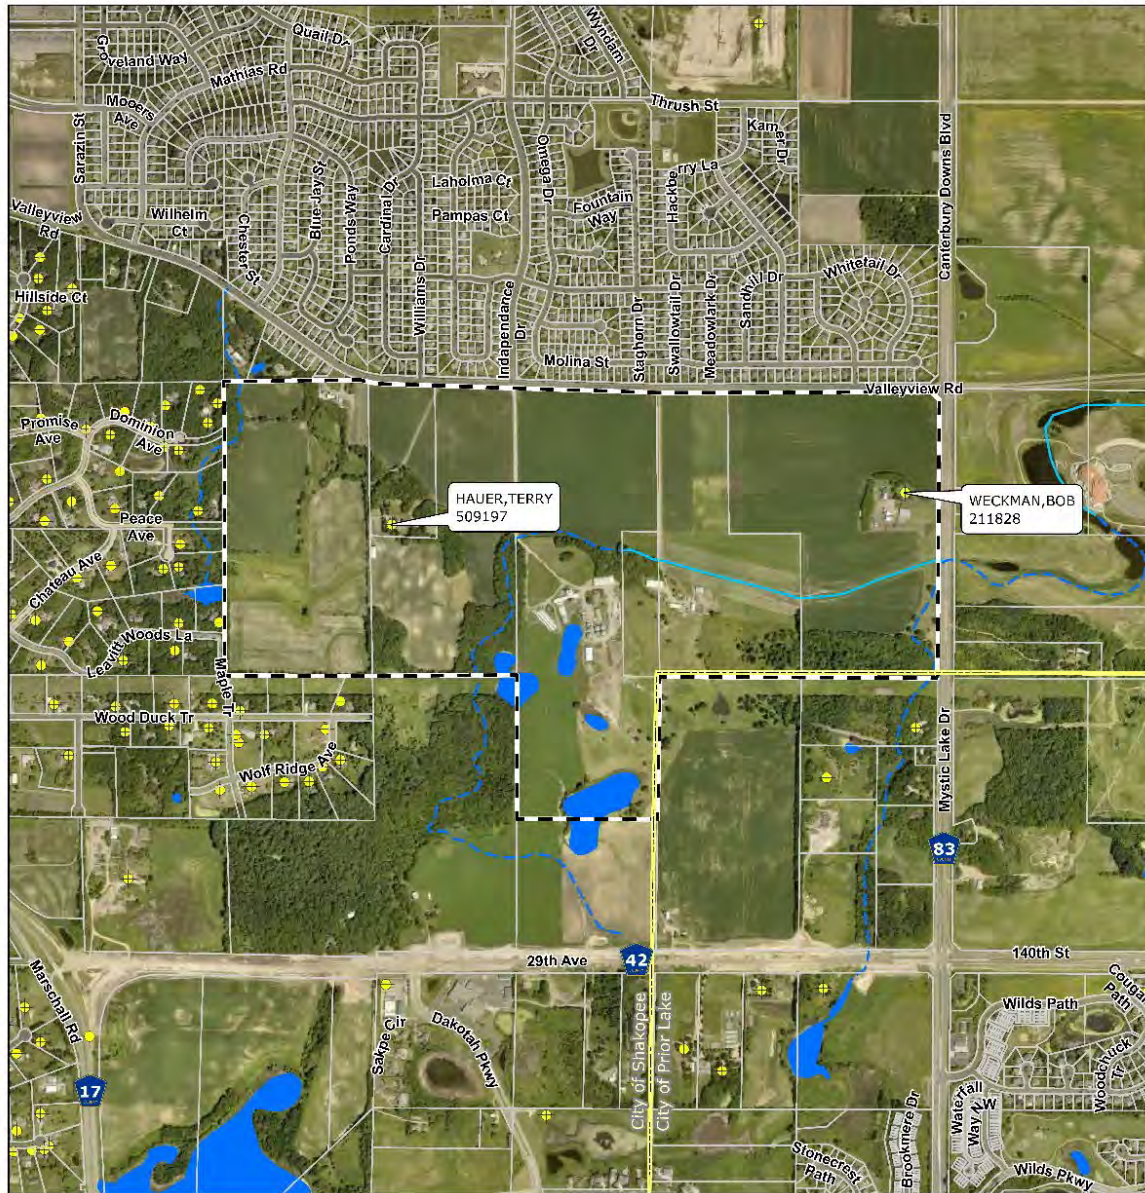 Quail Dr
Wyndam
Dr
Groveland Way
Mathias Rd
Mooers
Ave
Thrush St
Sarazin St
Omega Dr
Kamer Dr
Canterbury Downs Blvd
Hackberry La
Laholma Ct
Blue Jay St
Ponds Way
Cardinal Dr
Fountain
Way
Valleyview
Rd
Wilhelm
Ct
Pampas Ct
Chester St
Williams Dr
Whitetail Dr
Sandhill Dr
Hillside Ct
Independance
Dr
Staghorn Dr
Swallowtail Dr
Meadowlark Dr
Molina St
Valleyview Rd
Promise
Ave
Dominion
Ave
HAUER,TERRY
509197
WECKMAN,BOB
211828
Peace
Ave
Chateau Ave
Leavitt Woods La
Maple Tr
Wood Duck Tr
Wolf Ridge Ave
Mystic Lake Dr
83
29th Ave
42
140th St
Marschall Rd
Sakpe Cir
Dakotah Pkwy
City of Shakopee
City of Prior Lake
Wilds Path
Path
Woodchuck
Tr
17
Waterfall
Way N
W
Brookmere Dr
Stonecrest
Path
Wilds Pkwy